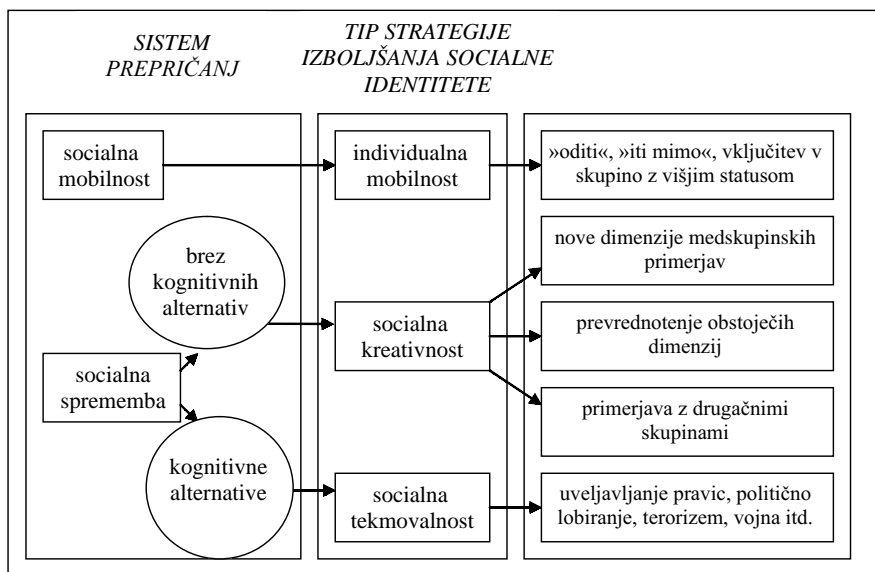 SISTEM
PREPRIČANJ
TIP STRATEGIJE
IZBOLJŠANJA SOCIALNE
IDENTITETE
socialna
mobilnost
individualna
mobilnost
»oditi«, »iti mimo«, vključitev v
skupino z višjim statusom
brez
kognitivnih
alternativ
nove dimenzije medskupinskih
primerjav
socialna
kreativnost
prevrednotenje obstoječih
dimenzij
socialna
sprememba
primerjava z drugačnimi
skupinami
kognitivne
alternative
socialna
tekmovalnost
uveljavljanje pravic, politično
lobiranje, terorizem, vojna itd.